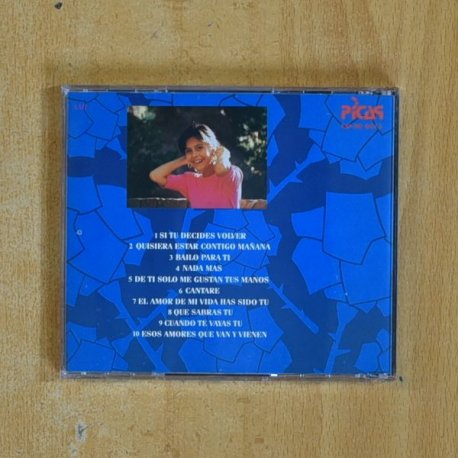 PICAP
1 SI TU DECIDES VOLVER
2 QUISIERA ESTAR CONTIGO MAÑANA
3 BAILO PARA TI
4 NADA MAS
5 DE TI SOLO ME GUSTAN TUS MANOS
6 CANTARE
7 EL AMOR DE MI VIDA HAS SIDO TU
8 QUE SABRAS TU
9 CUANDO TE VAYAS TU
10 ESOS AMORES QUE VAN Y VIENEN